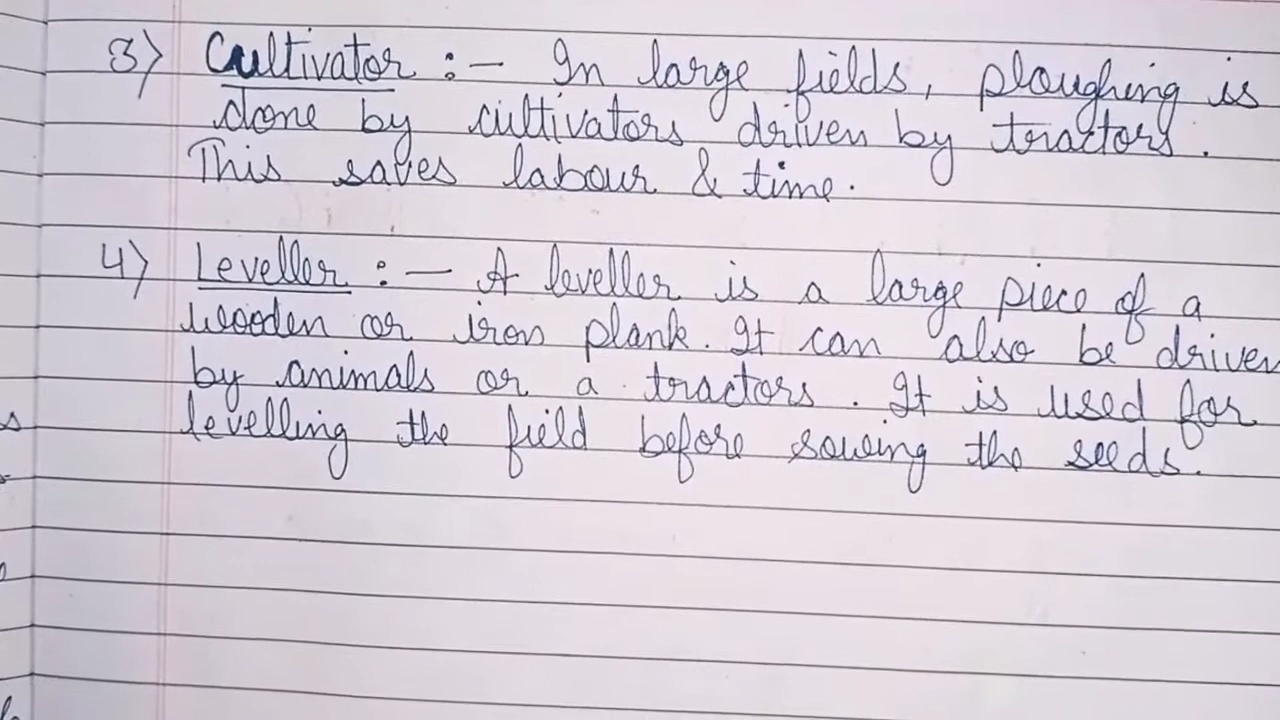 3) Cultivator :- In large fields, ploughing is
done by cultivators driven by tractors.
This saves labour & time.
4) Leveller :- A leveller is a large piece of a
wooden or iron plank. It can also be driven
by animals or a tractors. It is used for
levelling the field before sowing the seeds.